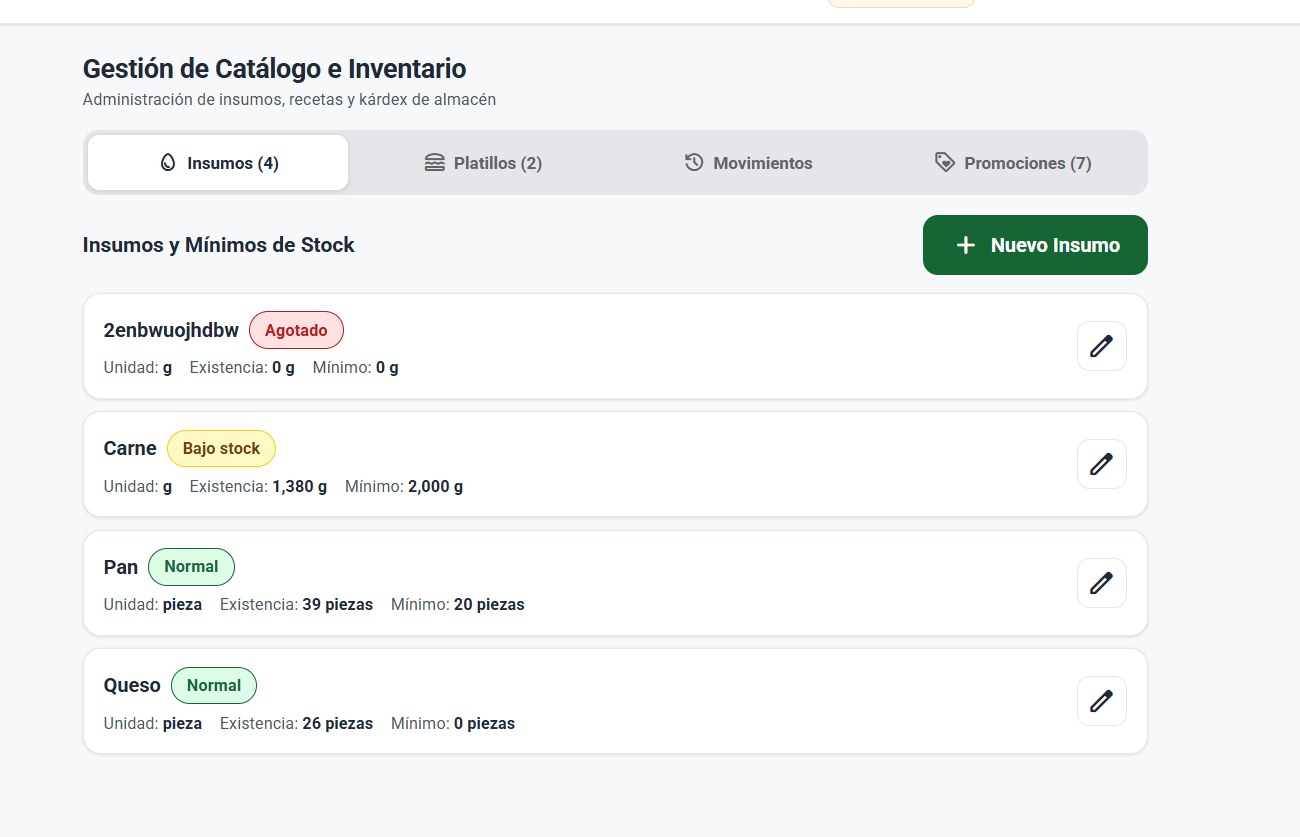 Gestión de Catálogo e Inventario
Administración de insumos, recetas y kárdex de almacén
Insumos (4) Platillos (2) Movimientos Promociones (7)
Insumos y Mínimos de Stock
+ Nuevo Insumo
2enbwuojhdbw Agotado
Unidad: g Existencia: 0 g Mínimo: 0 g
Carne Bajo stock
Unidad: g Existencia: 1,380 g Mínimo: 2,000 g
Pan Normal
Unidad: pieza Existencia: 39 piezas Mínimo: 20 piezas
Queso Normal
Unidad: pieza Existencia: 26 piezas Mínimo: 0 piezas